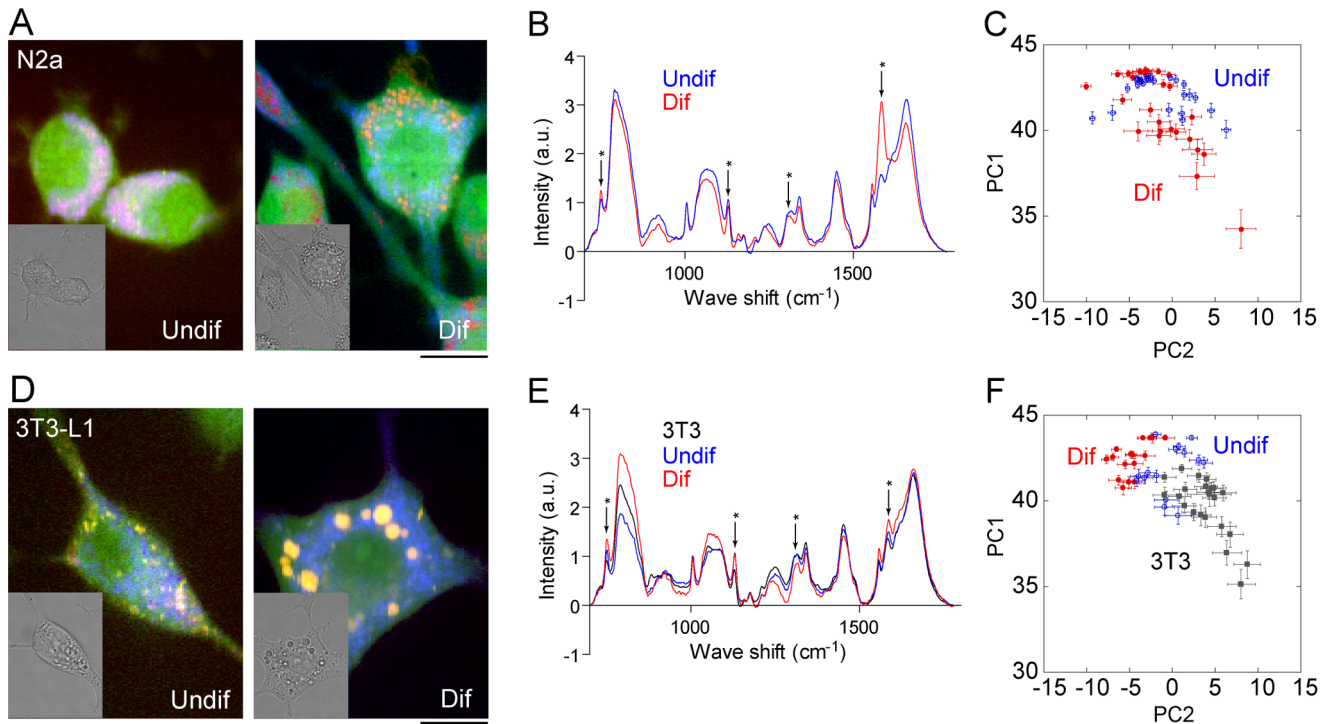 A
N2a
Undif
Dif
B
Undif
Dif
*
*
*
*
4
3
2
1
0
-1
1000
1500
Intensity (a.u.)
Wave shift (cm-1)
C
45
40
35
30
-15
-10
-5
0
5
10
15
Undif
Dif
PC1
PC2
D
3T3-L1
Undif
Dif
E
3T3
Undif
Dif
*
*
*
*
4
3
2
1
0
-1
1000
1500
Intensity (a.u.)
Wave shift (cm-1)
F
45
40
35
30
-15
-10
-5
0
5
10
15
Dif
Undif
3T3
PC1
PC2